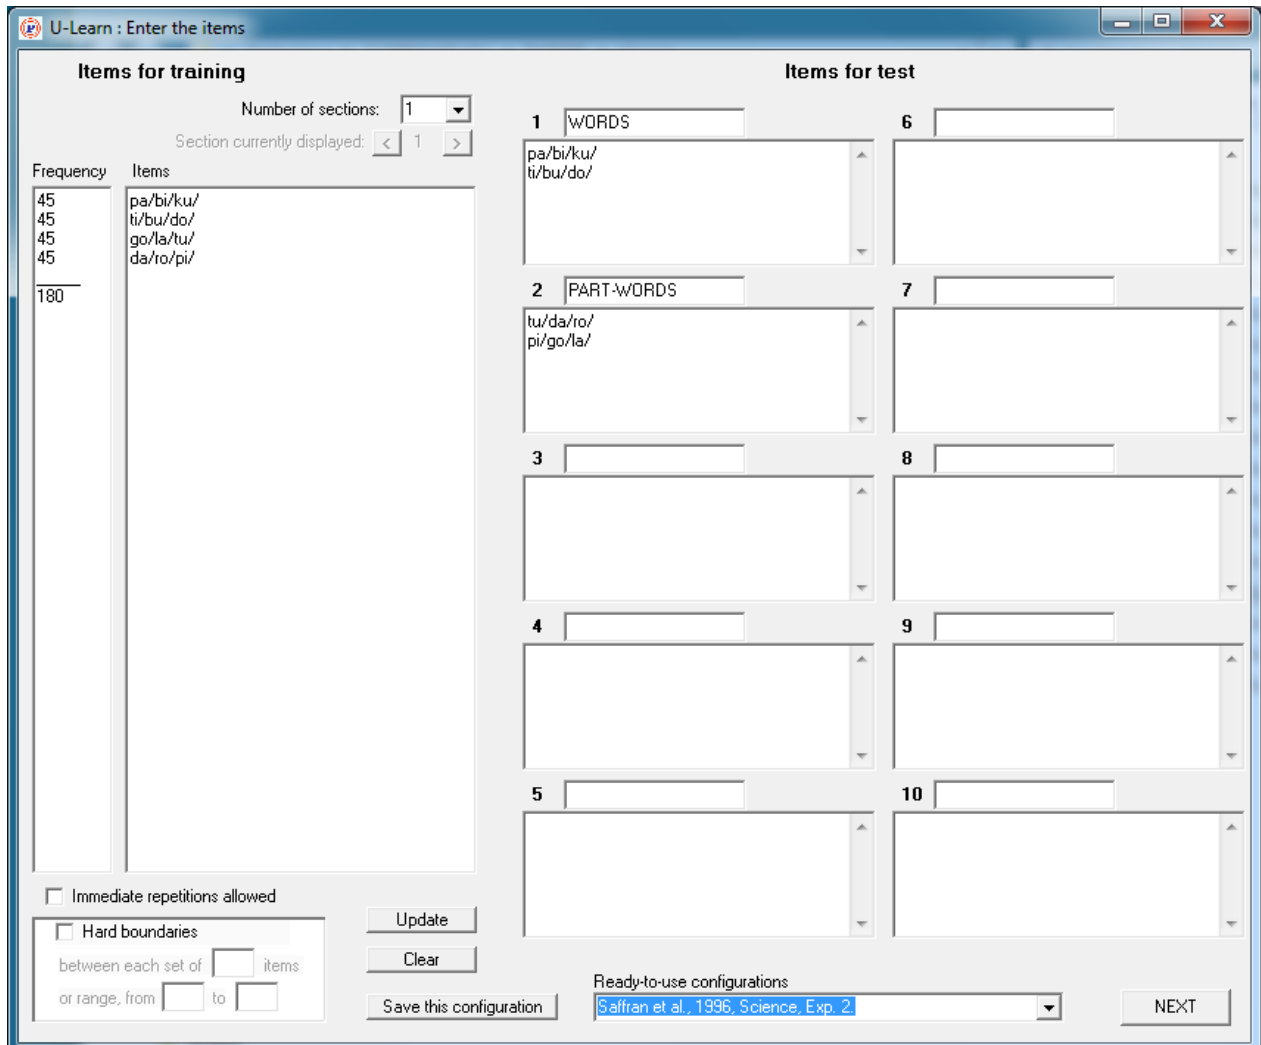 U-Learn : Enter the items
Items for training
Number of sections: 1
Section currently displayed: < 1 >
Frequency Items
45 pa/bi/ku/
45 ti/bu/do/
45 go/la/tu/
45 da/ro/pi/
180
Immediate repetitions allowed
Hard boundaries
between each set of items
or range, from to
Update
Clear
Save this configuration
Items for test
1 WORDS
pa/bi/ku/
ti/bu/do/
2 PART-WORDS
tu/da/ro/
pi/go/la/
3
4
5
6
7
8
9
10
Ready-to-use configurations
Saffran et al., 1996, Science, Exp. 2.
NEXT